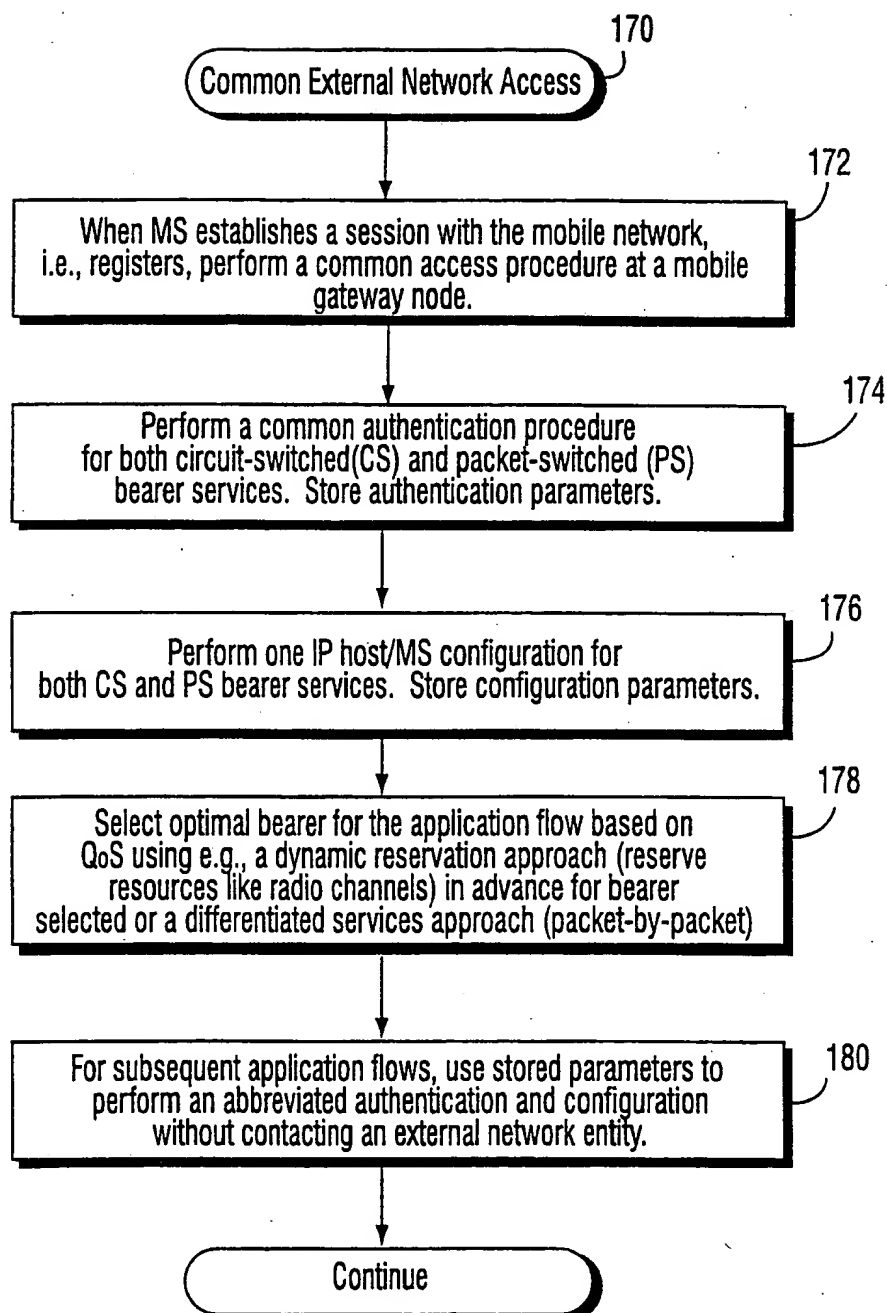 170
Common External Network Access
172
When MS establishes a session with the mobile network,
i.e., registers, perform a common access procedure at a mobile
gateway node.
174
Perform a common authentication procedure
for both circuit-switched(CS) and packet-switched (PS)
bearer services. Store authentication parameters.
176
Perform one IP host/MS configuration for
both CS and PS bearer services. Store configuration parameters.
178
Select optimal bearer for the application flow based on
QoS using e.g., a dynamic reservation approach (reserve
resources like radio channels) in advance for bearer
selected or a differentiated services approach (packet-by-packet)
180
For subsequent application flows, use stored parameters to
perform an abbreviated authentication and configuration
without contacting an external network entity.
Continue